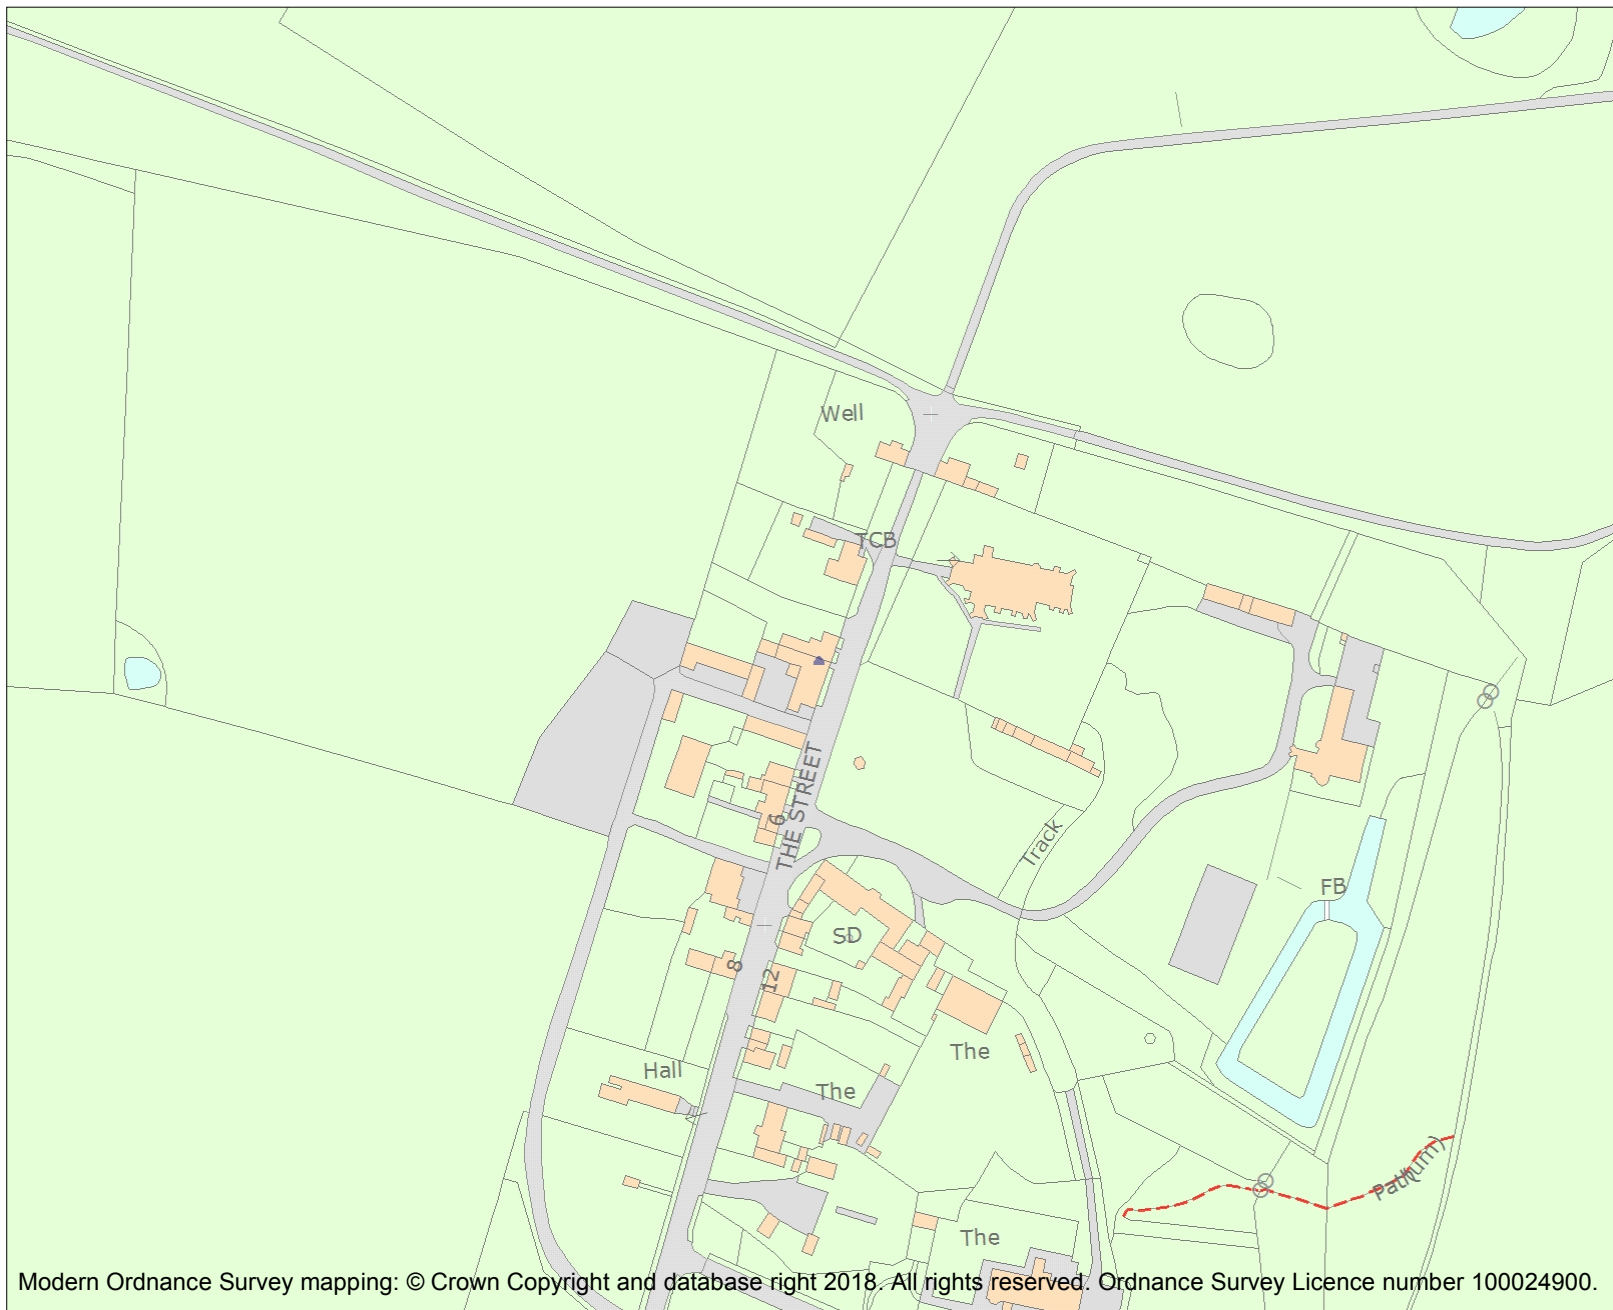 Well
TCB
THE STREET
6
Track
FB
SD
8
12
The
Hall
The
Path(um)
The
Modern Ordnance Survey mapping: © Crown Copyright and database right 2018. All rights reserved. Ordnance Survey Licence number 100024900.